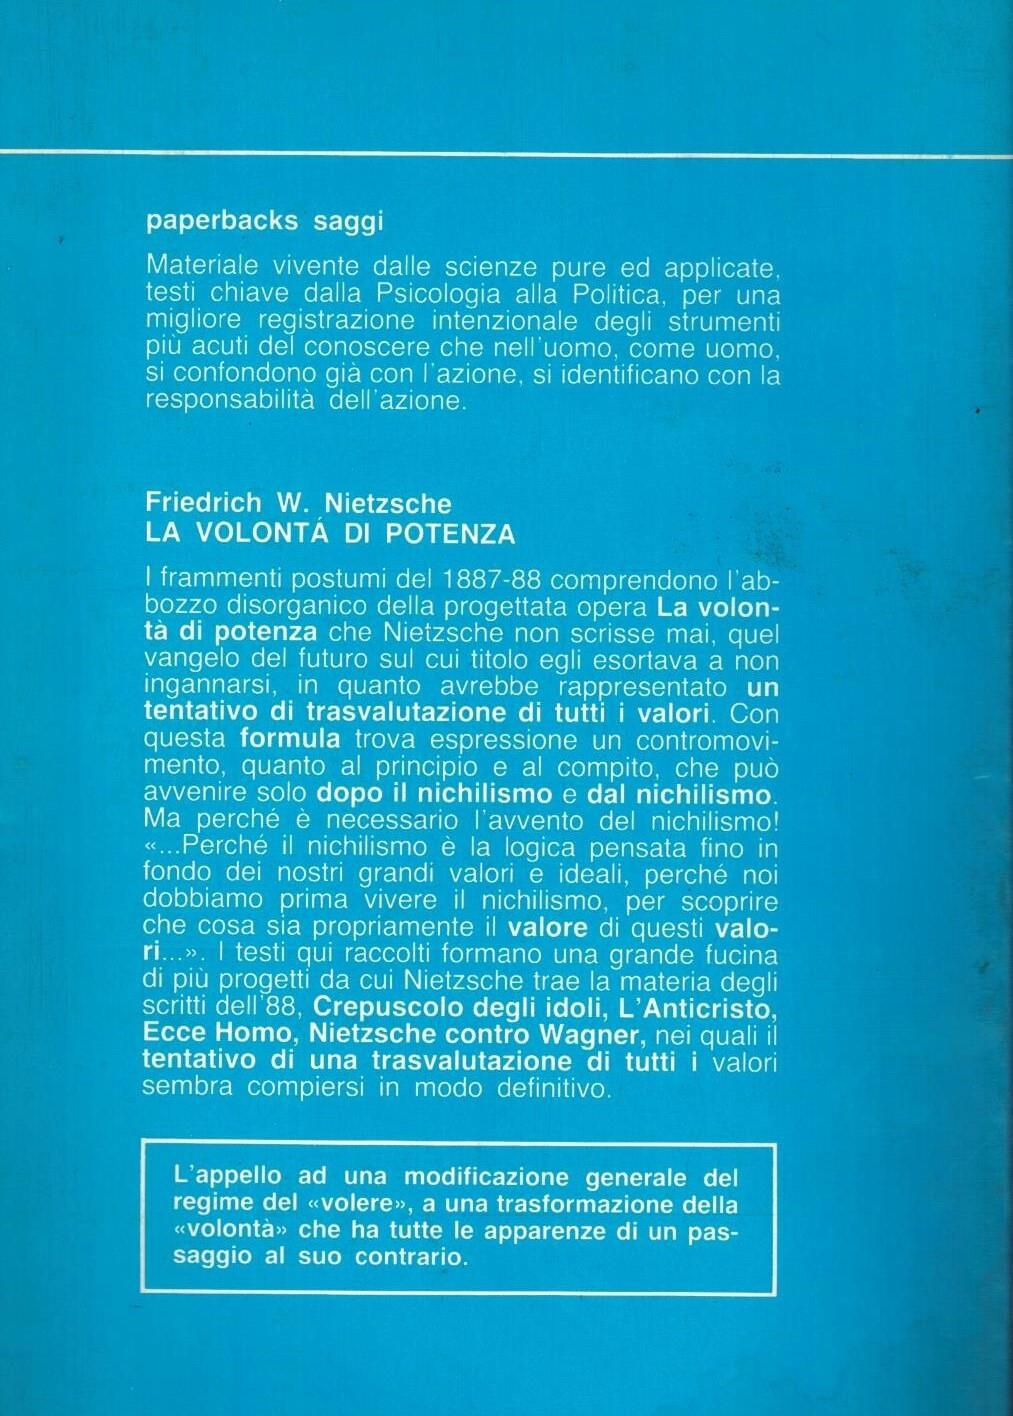 paperbacks saggi
Materiale vivente dalle scienze pure ed applicate,
testi chiave dalla Psicologia alla Politica, per una
migliore registrazione intenzionale degli strumenti
più acuti del conoscere che nell'uomo, come uomo,
si confondono già con l'azione, si identificano con la
responsabilità dell'azione.
Friedrich W. Nietzsche
LA VOLONTÁ DI POTENZA
I frammenti postumi del 1887-88 comprendono l'ab-
bozzo disorganico della progettata opera La volon-
tà di potenza che Nietzsche non scrisse mai, quel
vangelo del futuro sul cui titolo egli esortava a non
ingannarsi, in quanto avrebbe rappresentato un
tentativo di trasvalutazione di tutti i valori. Con
questa formula trova espressione un contromovi-
mento, quanto al principio e al compito, che può
avvenire solo dopo il nichilismo e dal nichilismo.
Ma perché è necessario l'avvento del nichilismo!
«...Perché il nichilismo è la logica pensata fino in
fondo dei nostri grandi valori e ideali, perché noi
dobbiamo prima vivere il nichilismo, per scoprire
che cosa sia propriamente il valore di questi valo-
ri...». I testi qui raccolti formano una grande fucina
di più progetti da cui Nietzsche trae la materia degli
scritti dell'88, Crepuscolo degli idoli, L'Anticristo,
Ecce Homo, Nietzsche contro Wagner, nei quali il
tentativo di una trasvalutazione di tutti i valori
sembra compiersi in modo definitivo.
L'appello ad una modificazione generale del
regime del «volere», a una trasformazione della
«volontà» che ha tutte le apparenze di un pas-
saggio al suo contrario.